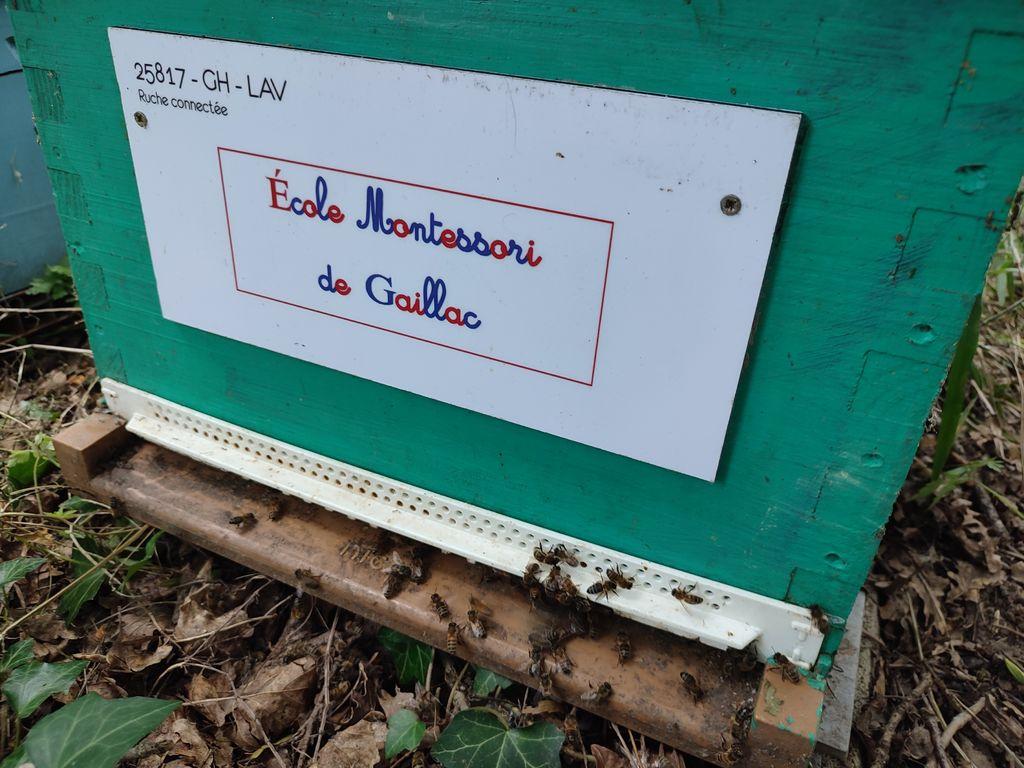 25817 - GH - LAV
Ruche connectée
École Montessori
de Gaillac